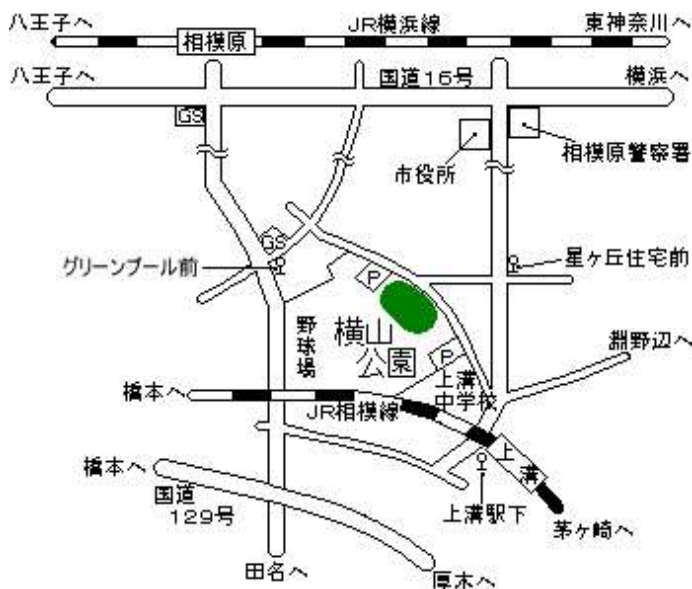 八王子へ
JR横浜線
東神奈川へ
相模原
八王子へ
国道16号
横浜へ
GS
市役所
相模原警察署
GS
グリーンプール前
星ヶ丘住宅前
P
野球場
横山
公園
P
淵野辺へ
上溝
中学校
橋本へ
JR相模線
上溝
橋本へ
国道
129号
上溝駅下
茅ヶ崎へ
田名へ
厚木へ